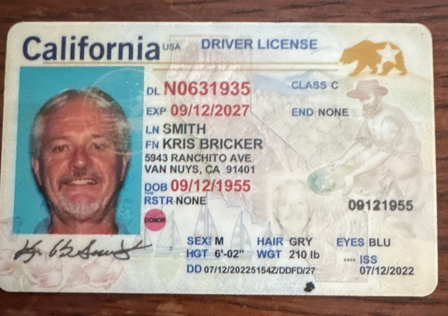 California USA DRIVER LICENSE
DL N0631935 CLASS C
EXP 09/12/2027 END NONE
LN SMITH
FN KRIS BRICKER
5943 RANCHITO AVE
VAN NUYS, CA 91401
DOB 09/12/1955
RSTR NONE
DONOR
09121955
SEX M HAIR GRY EYES BLU
HGT 6'-02" WGT 210 lb ISS
DD 07/12/20225154Z/DDFD/27 07/12/2022